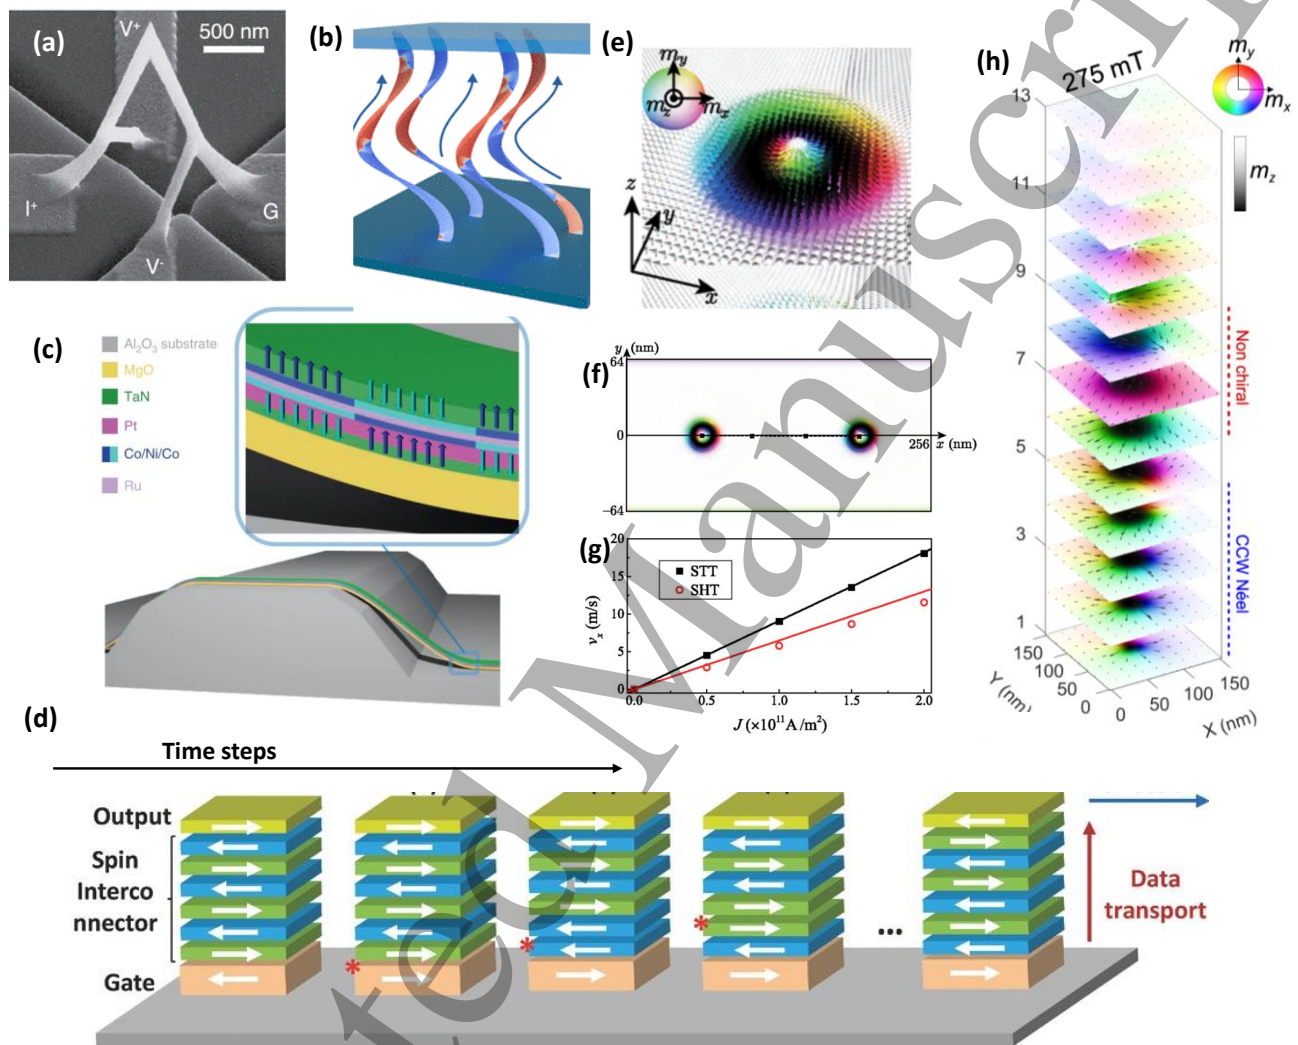 (a)
V+
500 nm
I+
G
V-
(b)
(c)
Al2O3 substrate
MgO
TaN
Pt
Co/Ni/Co
Ru
(d)
Time steps
Output
Spin
Interco
nnector
Gate
*
*
*
...
Data
transport
(e)
my
mz
mx
z
y
x
(f)
y (nm)
64
0
−64
256 x (nm)
(g)
20
15
10
5
0
vx (m/s)
STT
SHT
0.0
0.5
1.0
1.5
2.0
J (×10¹¹A/m²)
(h)
275 mT
my
mx
mz
13
11
9
7
5
3
1
Non chiral
CCW Néel
150
100
50
0
Y (nm)
0
50
100
150
X (nm)
ted Manuscri